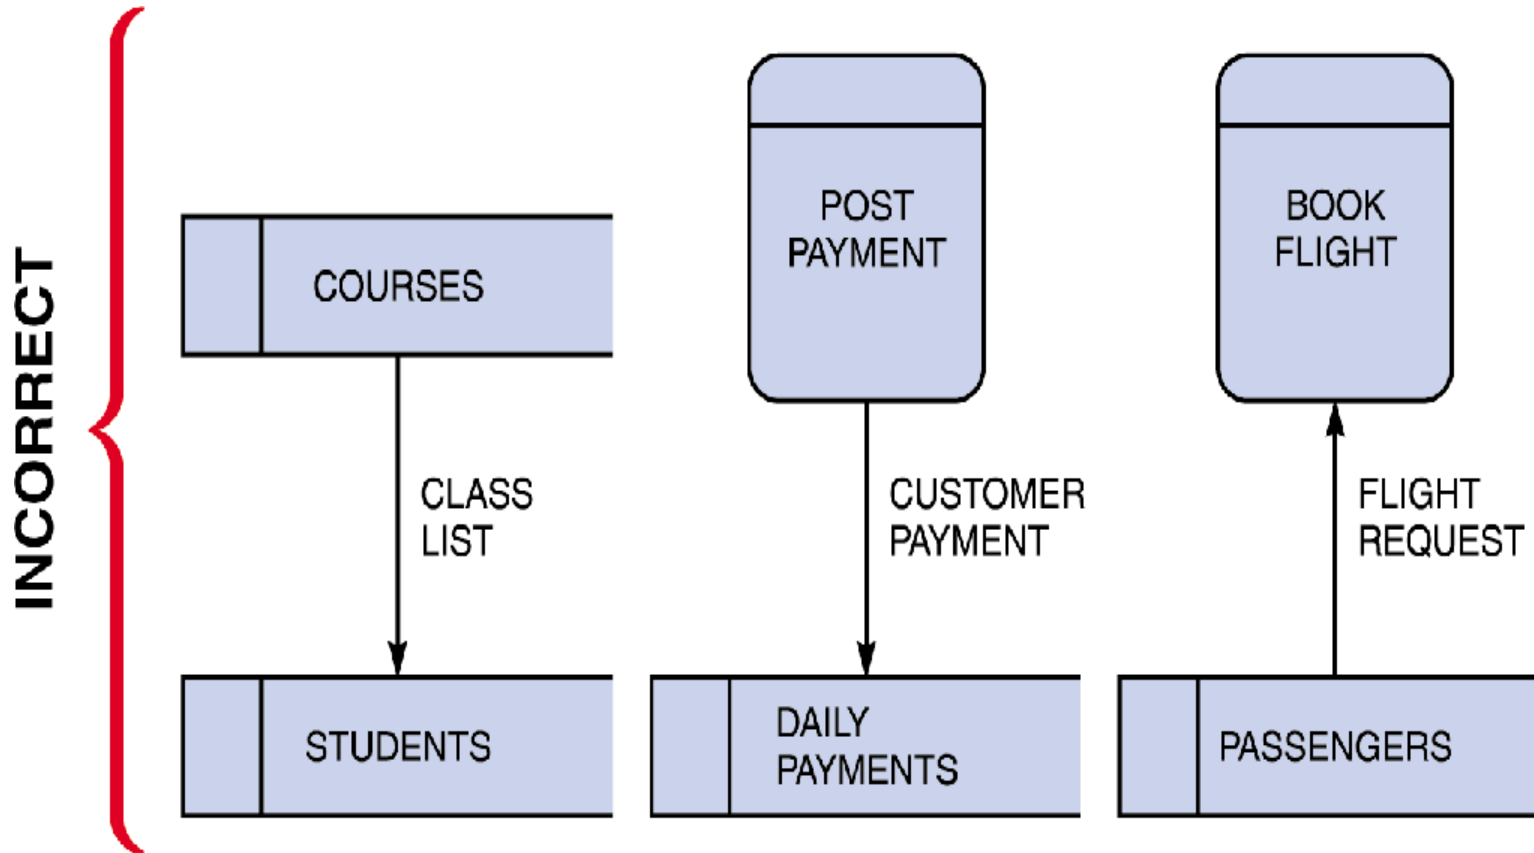 INCORRECT
COURSES
CLASS
LIST
STUDENTS
POST
PAYMENT
CUSTOMER
PAYMENT
DAILY
PAYMENTS
BOOK
FLIGHT
FLIGHT
REQUEST
PASSENGERS